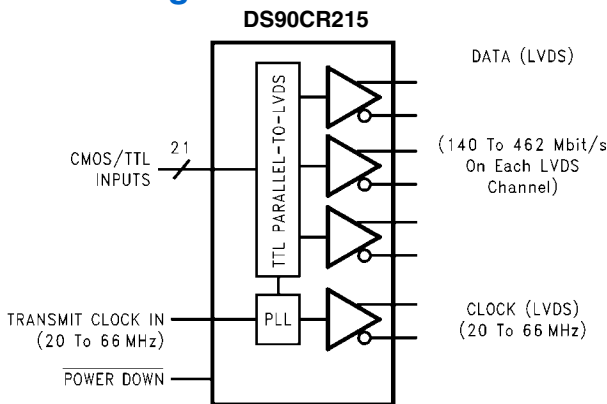 DS90CR215
DATA (LVDS)
(140 To 462 Mbit/s
On Each LVDS
Channel)
CMOS/TTL
INPUTS
21
TTL PARALLEL-TO-LVDS
TRANSMIT CLOCK IN
(20 To 66 MHz)
PLL
CLOCK (LVDS)
(20 To 66 MHz)
POWER DOWN